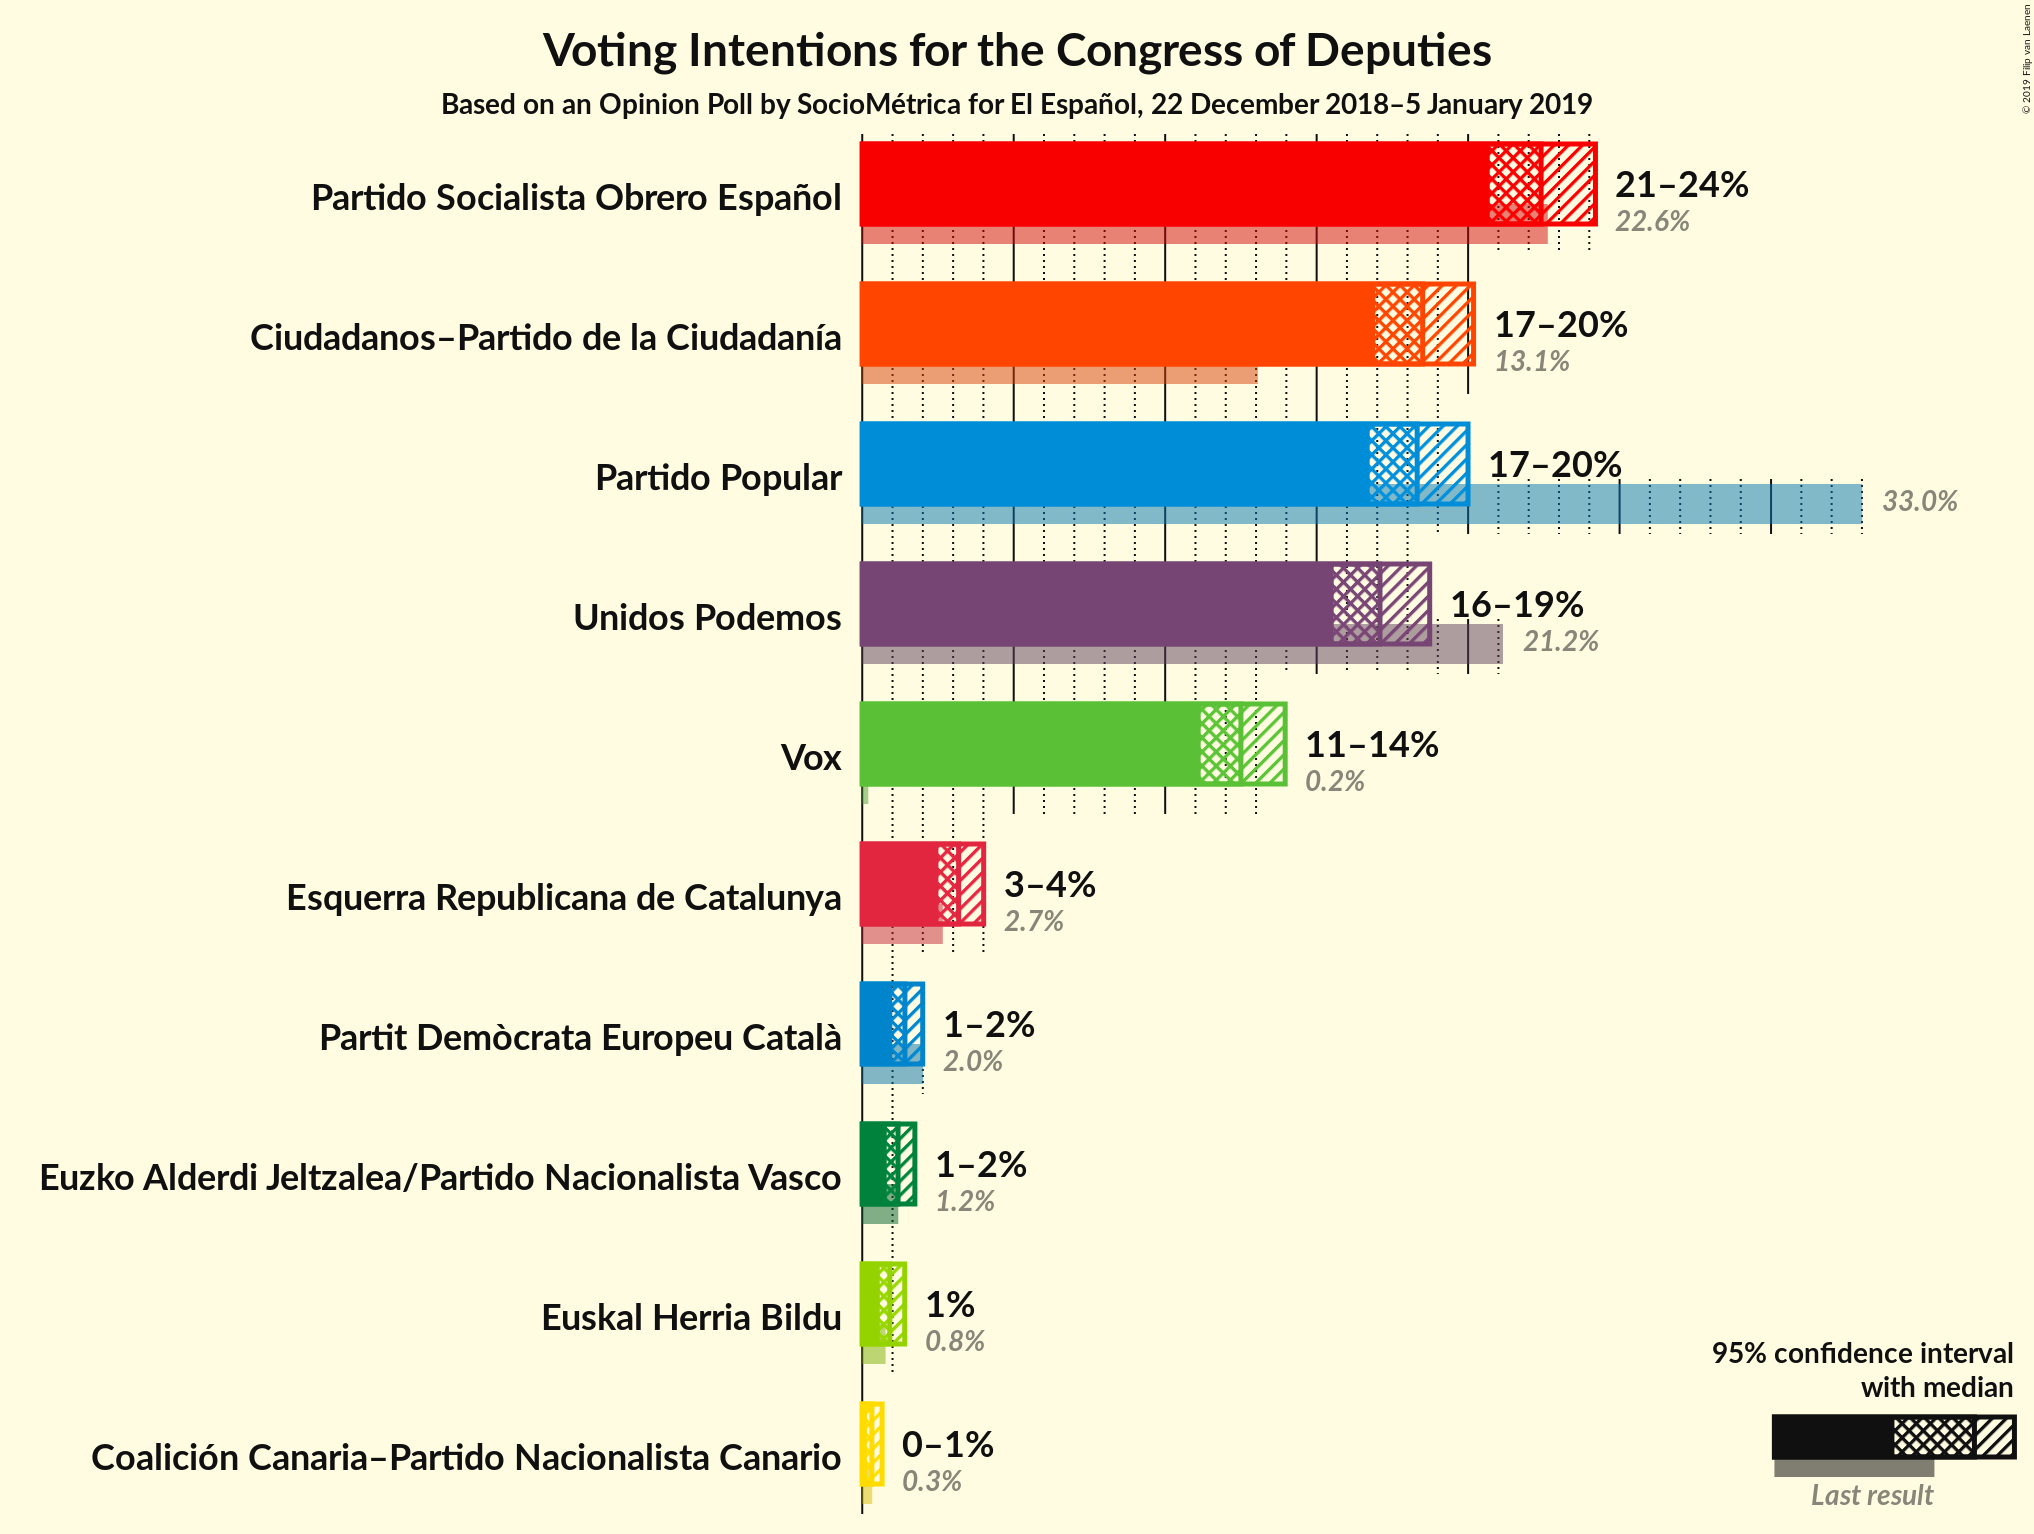 Voting Intentions for the Congress of Deputies
Based on an Opinion Poll by SocioMétrica for El Español, 22 December 2018–5 January 2019
© 2019 Filip van Laenen
Partido Socialista Obrero Español
21–24%
22.6%
Ciudadanos–Partido de la Ciudadanía
17–20%
13.1%
Partido Popular
17–20%
33.0%
Unidos Podemos
16–19%
21.2%
Vox
11–14%
0.2%
Esquerra Republicana de Catalunya
3–4%
2.7%
Partit Demòcrata Europeu Català
1–2%
2.0%
Euzko Alderdi Jeltzalea/Partido Nacionalista Vasco
1–2%
1.2%
Euskal Herria Bildu
1%
0.8%
Coalición Canaria–Partido Nacionalista Canario
0–1%
0.3%
95% confidence interval
with median
Last result